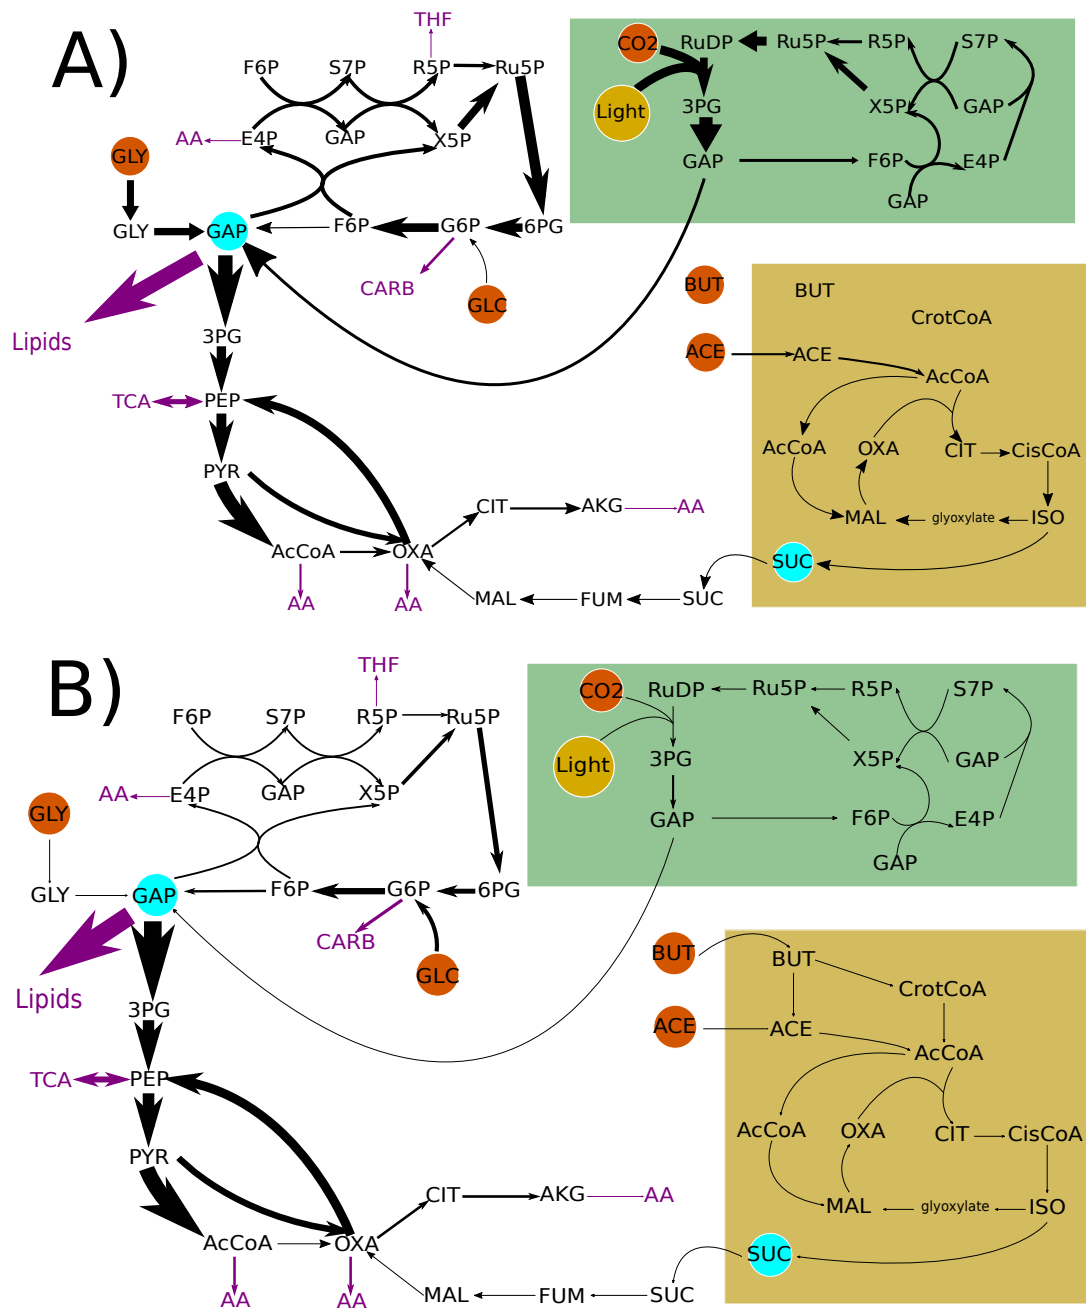 A)
THF
F6P S7P R5P Ru5P
AA E4P GAP X5P
GLY
GLY GAP F6P G6P 6PG
CARB
GLC
Lipids
3PG
TCA PEP
PYR
CIT AKG AA
AcCoA OXA
AA AA
MAL FUM SUC
CO2 RuDP Ru5P R5P S7P
Light 3PG X5P GAP
GAP F6P E4P
GAP
BUT BUT
CrotCoA
ACE ACE
AcCoA
AcCoA OXA CIT CisCoA
MAL glyoxylate ISO
SUC
B)
THF
F6P S7P R5P Ru5P
AA E4P GAP X5P
GLY
GLY GAP F6P G6P 6PG
CARB
GLC
Lipids
3PG
TCA PEP
PYR
CIT AKG AA
AcCoA OXA
AA AA
MAL FUM SUC
CO2 RuDP Ru5P R5P S7P
Light 3PG X5P GAP
GAP F6P E4P
GAP
BUT BUT
CrotCoA
ACE ACE
AcCoA
AcCoA OXA CIT CisCoA
MAL glyoxylate ISO
SUC